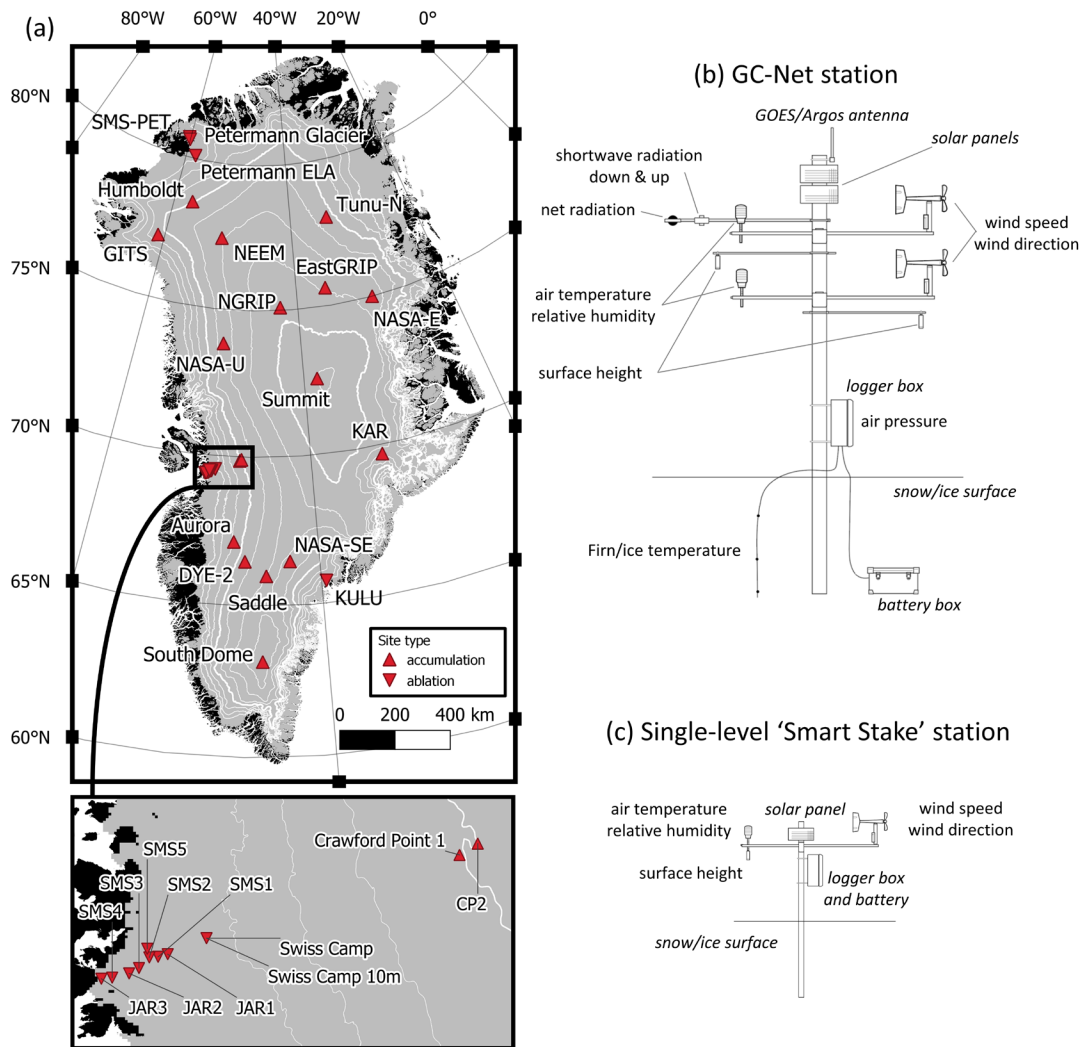 (a)
80°W
60°W
40°W
20°W
0°
80°N
75°N
70°N
65°N
60°N
SMS-PET
Petermann Glacier
Petermann ELA
Humboldt
GITS
Tunu-N
NEEM
EastGRIP
NGRIP
NASA-E
NASA-U
Summit
KAR
Aurora
NASA-SE
DYE-2
Saddle
KULU
South Dome
Site type
accumulation
ablation
0
200
400 km
Crawford Point 1
CP2
SMS5
SMS3
SMS2
SMS1
SMS4
Swiss Camp
Swiss Camp 10m
JAR3
JAR2
JAR1
(b) GC-Net station
GOES/Argos antenna
solar panels
shortwave radiation
down & up
net radiation
wind speed
wind direction
air temperature
relative humidity
surface height
logger box
air pressure
snow/ice surface
Firn/ice temperature
battery box
(c) Single-level ‘Smart Stake’ station
air temperature
relative humidity
solar panel
wind speed
wind direction
surface height
logger box
and battery
snow/ice surface